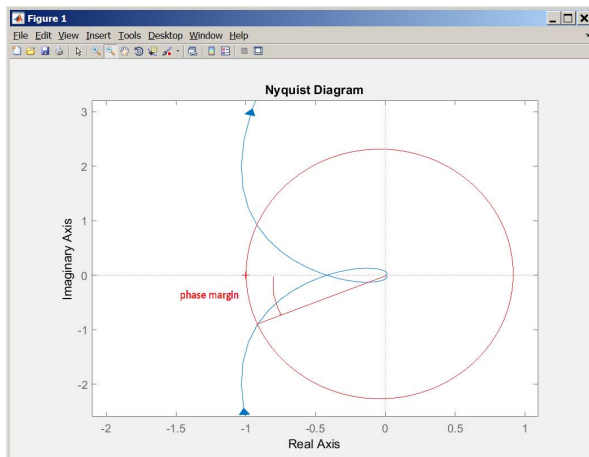 Figure 1
File Edit View Insert Tools Desktop Window Help
Nyquist Diagram
3
2
1
0
-1
-2
Imaginary Axis
phase margin
-2 -1.5 -1 -0.5 0 0.5 1
Real Axis